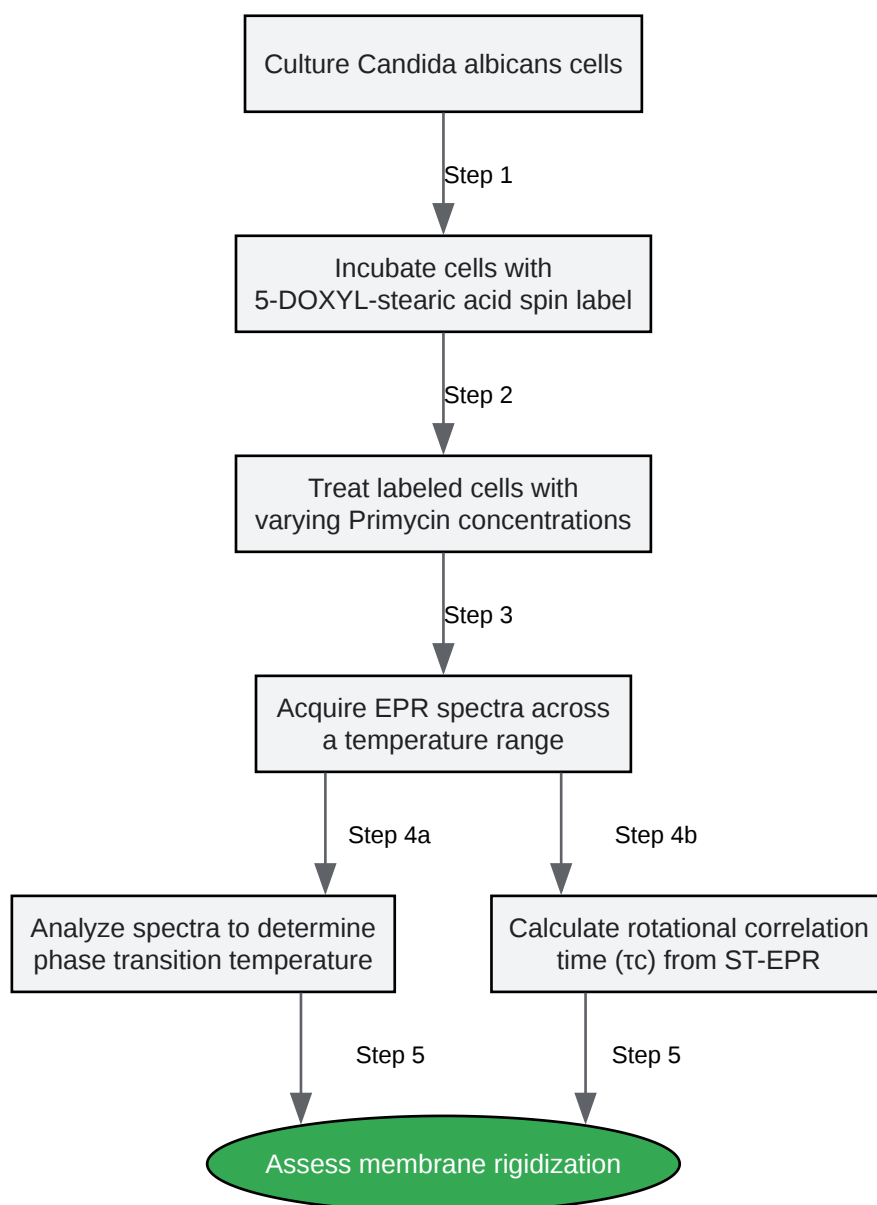 Culture Candida albicans cells
Step 1
Incubate cells with
5-DOXYL-stearic acid spin label
Step 2
Treat labeled cells with
varying Primycin concentrations
Step 3
Acquire EPR spectra across
a temperature range
Step 4a
Step 4b
Analyze spectra to determine
phase transition temperature
Calculate rotational correlation
time (τc) from ST-EPR
Step 5
Step 5
Assess membrane rigidization